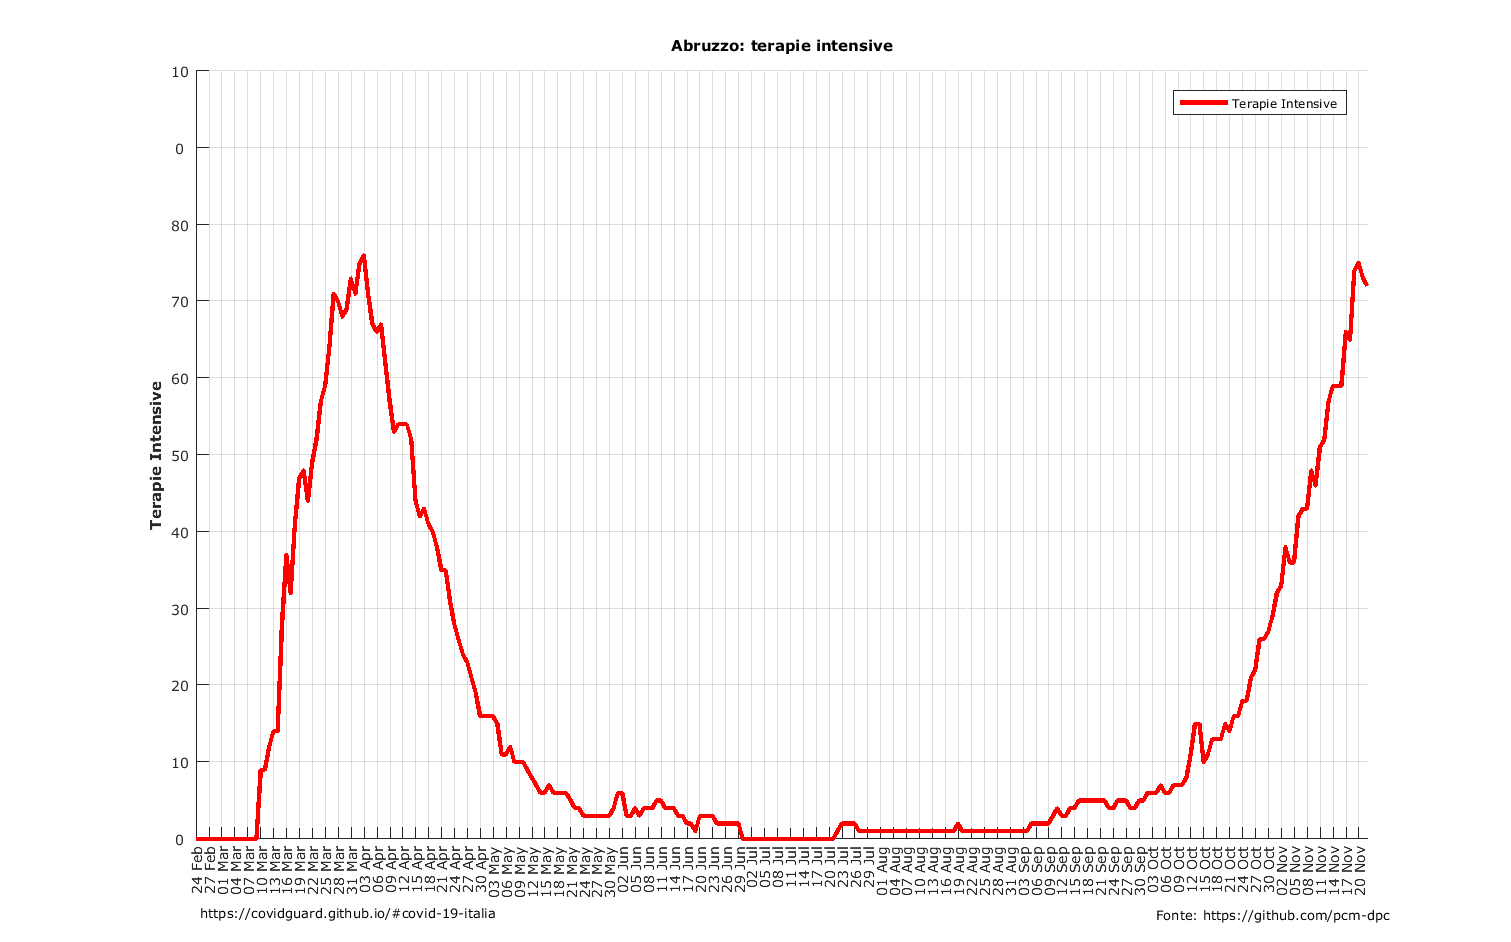 Abruzzo: terapie intensive
10
0
80
70
60
50
40
30
20
10
0
Terapie Intensive
Terapie Intensive
24 Feb
27 Feb
01 Mar
04 Mar
07 Mar
10 Mar
13 Mar
16 Mar
19 Mar
22 Mar
25 Mar
28 Mar
31 Mar
03 Apr
06 Apr
09 Apr
12 Apr
15 Apr
18 Apr
21 Apr
24 Apr
27 Apr
30 Apr
03 May
06 May
09 May
12 May
15 May
18 May
21 May
24 May
27 May
30 May
02 Jun
05 Jun
08 Jun
11 Jun
14 Jun
17 Jun
20 Jun
23 Jun
26 Jun
29 Jun
02 Jul
05 Jul
08 Jul
11 Jul
14 Jul
17 Jul
20 Jul
23 Jul
26 Jul
29 Jul
01 Aug
04 Aug
07 Aug
10 Aug
13 Aug
16 Aug
19 Aug
22 Aug
25 Aug
28 Aug
31 Aug
03 Sep
06 Sep
09 Sep
12 Sep
15 Sep
18 Sep
21 Sep
24 Sep
27 Sep
30 Sep
03 Oct
06 Oct
09 Oct
12 Oct
15 Oct
18 Oct
21 Oct
24 Oct
27 Oct
30 Oct
02 Nov
05 Nov
08 Nov
11 Nov
14 Nov
17 Nov
20 Nov
https://covidguard.github.io/#covid-19-italia
Fonte: https://github.com/pcm-dpc